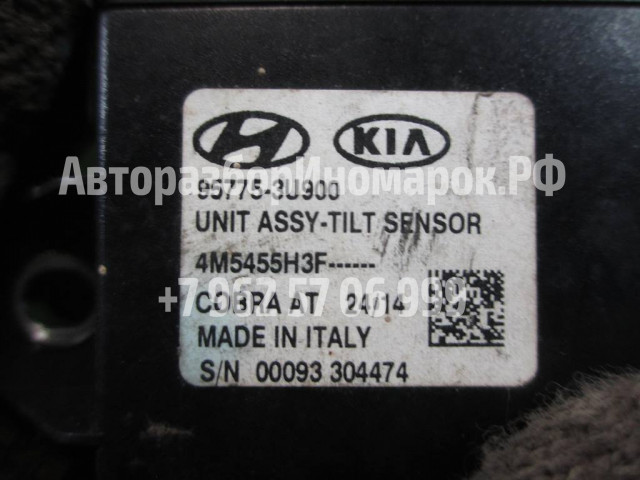 KIA
АвторазборИномарок.РФ
95775-3U900
UNIT ASSY-TILT SENSOR
4M5455H3F------
COBRA AT 24/14
MADE IN ITALY
S/N 00093 304474